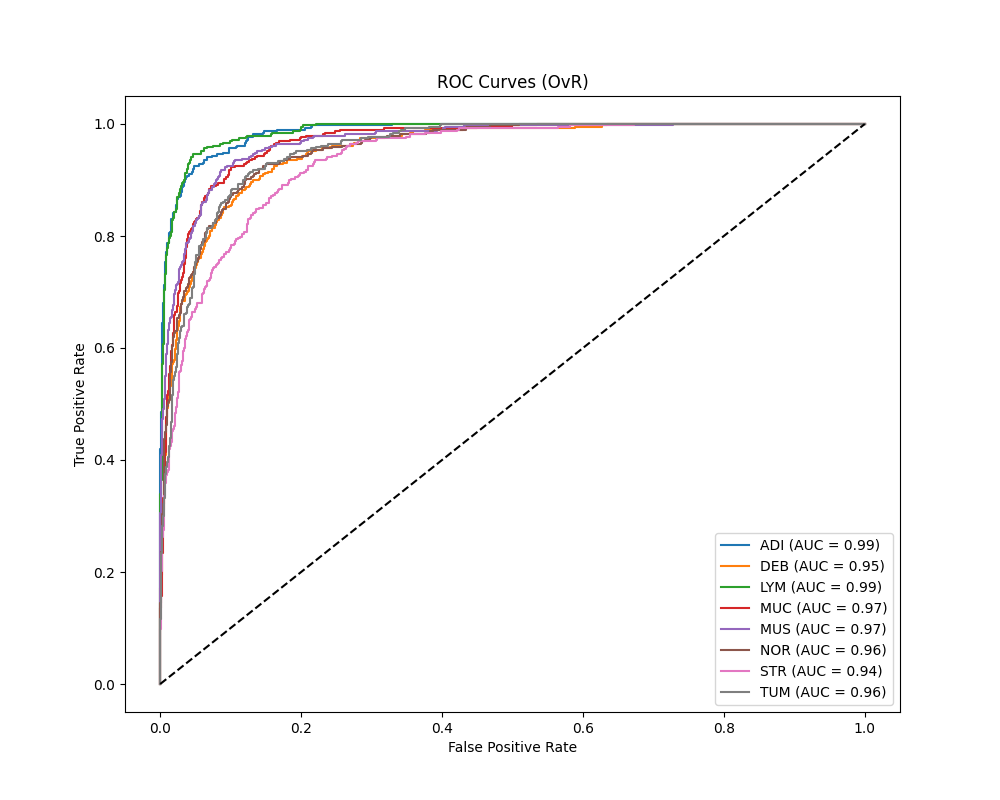 ROC Curves (OvR)
True Positive Rate
1.0
0.8
0.6
0.4
0.2
0.0
ADI (AUC = 0.99)
DEB (AUC = 0.95)
LYM (AUC = 0.99)
MUC (AUC = 0.97)
MUS (AUC = 0.97)
NOR (AUC = 0.96)
STR (AUC = 0.94)
TUM (AUC = 0.96)
0.0 0.2 0.4 0.6 0.8 1.0
False Positive Rate